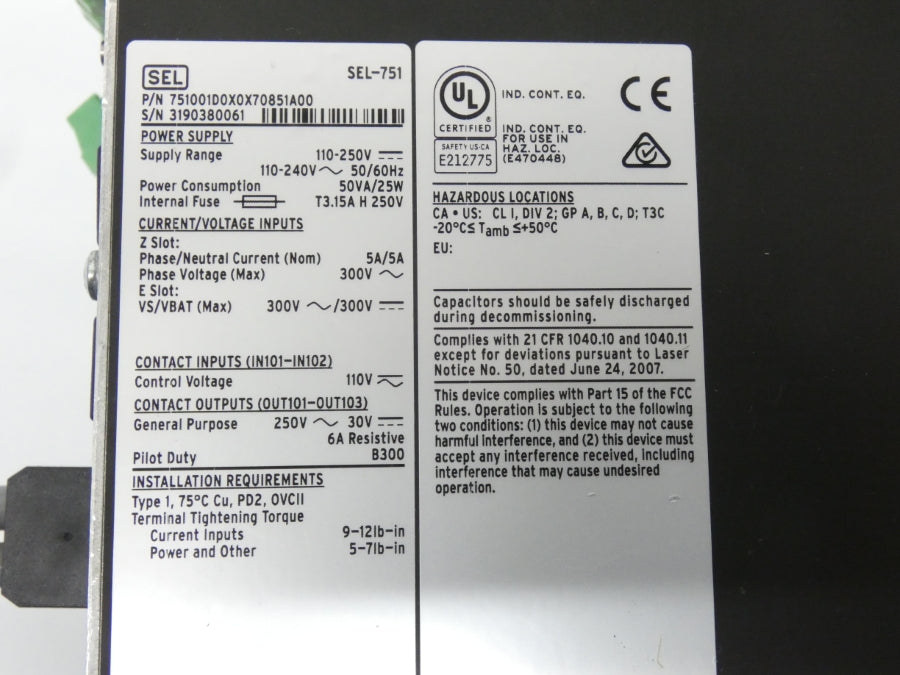 SEL
SEL-751
P/N 751001D0X0X70851A00
S/N 3190380061
POWER SUPPLY
Supply Range 110-250V ⎓
110-240V ∼ 50/60Hz
Power Consumption 50VA/25W
Internal Fuse T3.15A H 250V
CURRENT/VOLTAGE INPUTS
Z Slot:
Phase/Neutral Current (Nom) 5A/5A
Phase Voltage (Max) 300V ∼
E Slot:
VS/VBAT (Max) 300V ∼/300V ⎓
CONTACT INPUTS (IN101-IN102)
Control Voltage 110V ⏦
CONTACT OUTPUTS (OUT101-OUT103)
General Purpose 250V ∼ 30V ⎓
6A Resistive
Pilot Duty B300
INSTALLATION REQUIREMENTS
Type 1, 75°C Cu, PD2, OVCII
Terminal Tightening Torque
Current Inputs 9-12lb-in
Power and Other 5-7lb-in
UL
®
CERTIFIED
SAFETY US-CA
E212775
IND. CONT. EQ.
IND. CONT. EQ.
FOR USE IN
HAZ. LOC.
(E470448)
CE
HAZARDOUS LOCATIONS
CA • US: CL I, DIV 2; GP A, B, C, D; T3C
-20°C≤ Tamb ≤+50°C
EU:
Capacitors should be safely discharged
during decommissioning.
Complies with 21 CFR 1040.10 and 1040.11
except for deviations pursuant to Laser
Notice No. 50, dated June 24, 2007.
This device complies with Part 15 of the FCC
Rules. Operation is subject to the following
two conditions: (1) this device may not cause
harmful interference, and (2) this device must
accept any interference received, including
interference that may cause undesired
operation.